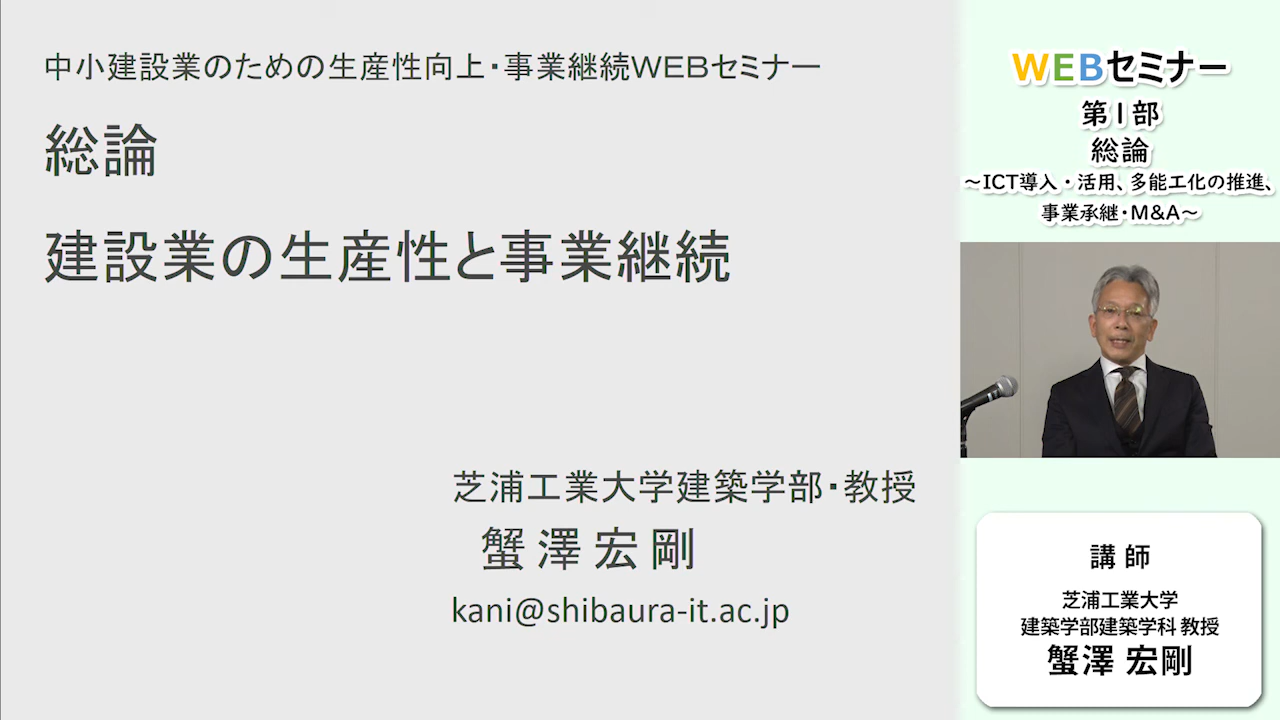 中小建設業のための生産性向上・事業継続WEBセミナー
総論
建設業の生産性と事業継続
芝浦工業大学建築学部・教授
蟹澤宏剛
kani@shibaura-it.ac.jp
WEBセミナー
第1部
総論
～ICT導入・活用、多能工化の推進、
事業承継・M&A～
講師
芝浦工業大学
建築学部建築学科 教授
蟹澤 宏剛